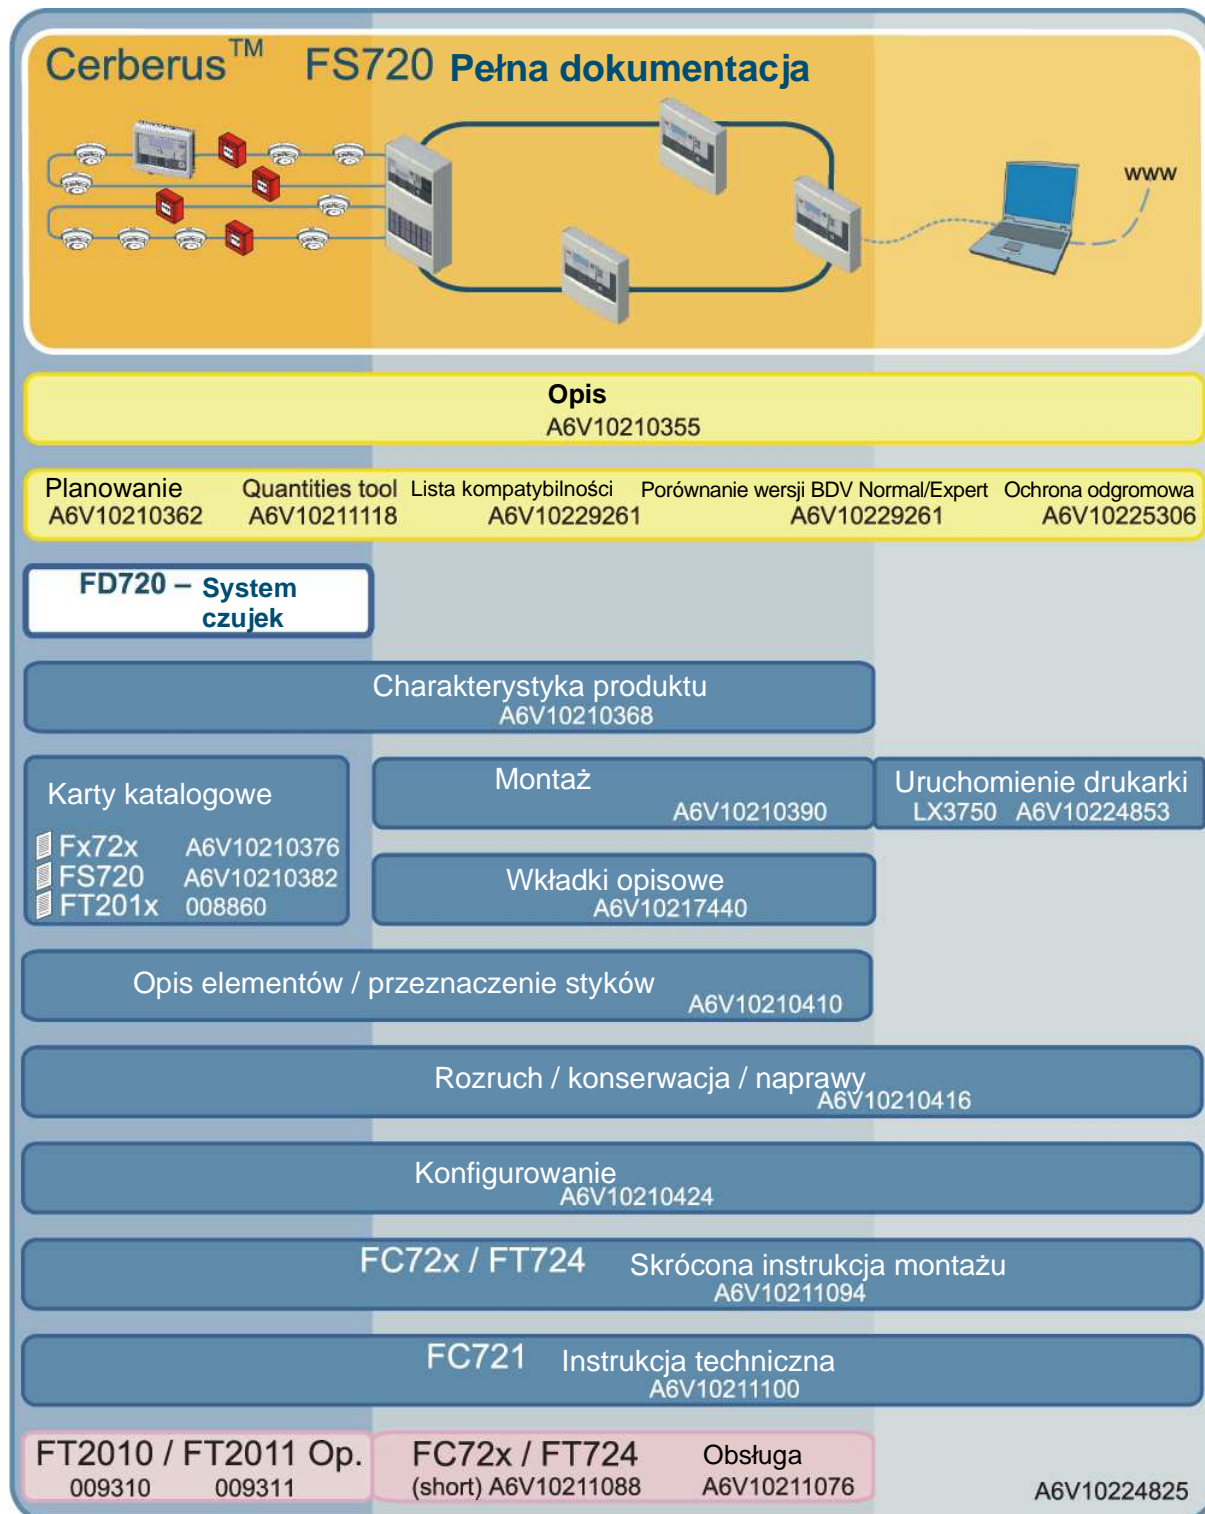 Cerberus™ FS720 Pełna dokumentacja
www
Opis
A6V10210355
Planowanie Quantities tool Lista kompatybilności Porównanie wersji BDV Normal/Expert Ochrona odgromowa
A6V10210362 A6V10211118 A6V10229261 A6V10229261 A6V10225306
FD720 – System
czujek
Charakterystyka produktu
A6V10210368
Karty katalogowe
Fx72x A6V10210376
FS720 A6V10210382
FT201x 008860
Montaż
A6V10210390
Uruchomienie drukarki
LX3750 A6V10224853
Wkładki opisowe
A6V10217440
Opis elementów / przeznaczenie styków
A6V10210410
Rozruch / konserwacja / naprawy
A6V10210416
Konfigurowanie
A6V10210424
FC72x / FT724 Skrócona instrukcja montażu
A6V10211094
FC721 Instrukcja techniczna
A6V10211100
FT2010 / FT2011 Op.
009310 009311
FC72x / FT724 Obsługa
(short) A6V10211088 A6V10211076
A6V10224825